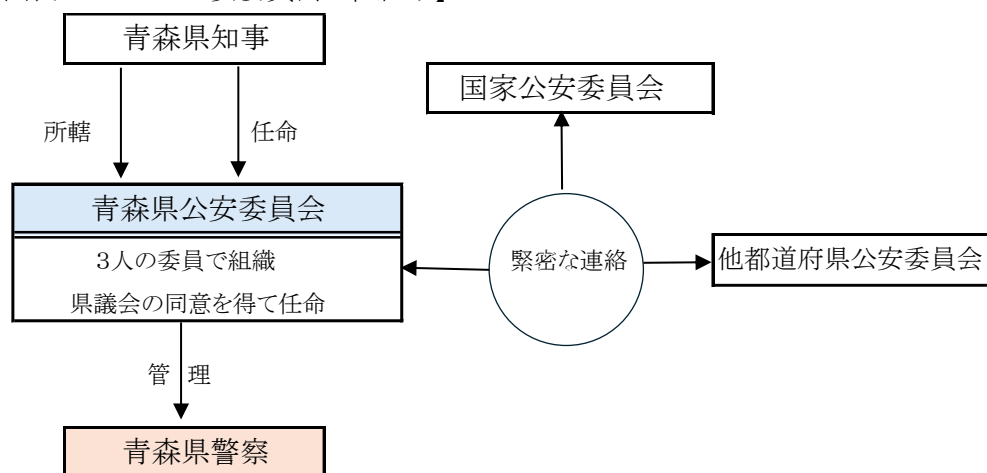 青森県知事
国家公安委員会
所轄
任命
青森県公安委員会
3人の委員で組織
県議会の同意を得て任命
緊密な連絡
他都道府県公安委員会
管理
青森県警察